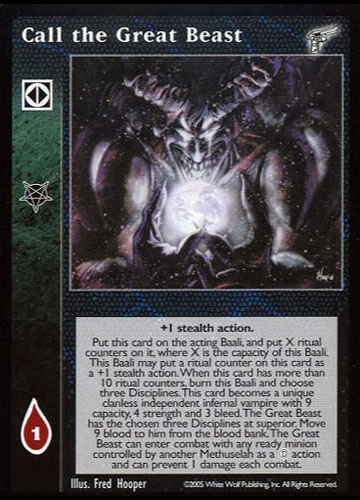 Call the Great Beast
+1 stealth action.
Put this card on the acting Baali, and put X ritual
counters on it, where X is the capacity of this Baali.
This Baali may put a ritual counter on this card as
a +1 stealth action. When this card has more than
10 ritual counters, burn this Baali and choose
three Disciplines. This card becomes a unique
clanless independent infernal vampire with 9
capacity, 4 strength and 3 bleed. The Great Beast
has the chosen three Disciplines at superior. Move
9 blood to him from the blood bank. The Great
Beast can enter combat with any ready minion
controlled by another Methuselah as a D action
and can prevent 1 damage each combat.
1
Illus. Fred Hooper
©2005 White Wolf Publishing, Inc. All Rights Reserved.